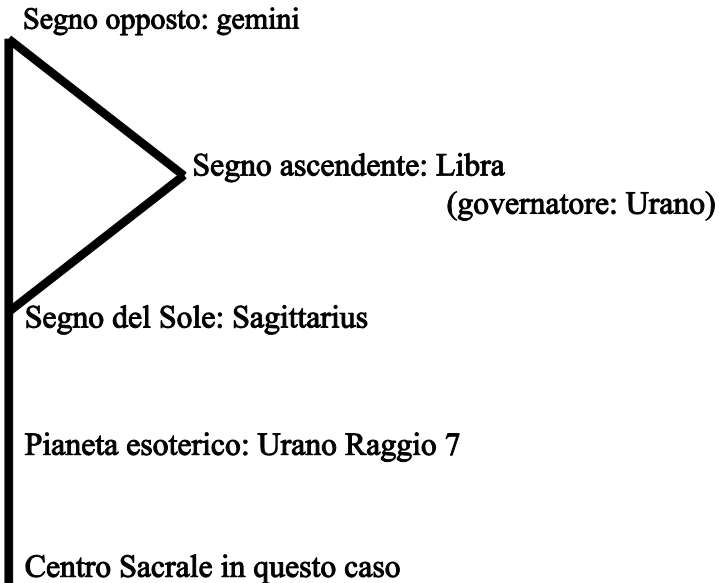 Segno opposto: gemini
Segno ascendente: Libra
(governatore: Urano)
Segno del Sole: Sagittarius
Pianeta esoterico: Urano Raggio 7
Centro Sacrale in questo caso